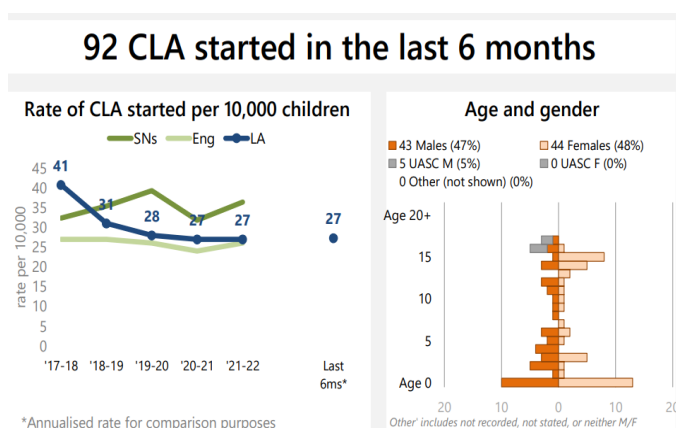 92 CLA started in the last 6 months
Rate of CLA started per 10,000 children
SNs Eng LA
rate per 10,000
45
40
35
30
25
20
15
10
5
0
41
31
28
27
27
27
'17-18 '18-19 '19-20 '20-21 '21-22 Last
6ms*
*Annualised rate for comparison purposes
Age and gender
43 Males (47%) 44 Females (48%)
5 UASC M (5%) 0 UASC F (0%)
0 Other (not shown) (0%)
Age 20+
15
10
5
Age 0
20 10 0 10 20
Other' includes not recorded, not stated, or neither M/F